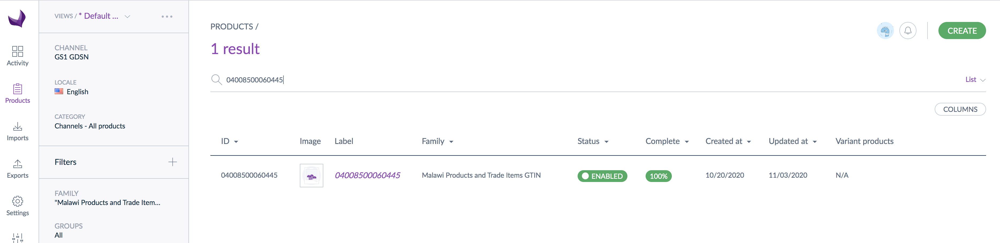 VIEWS / * Default ...
Activity
Products
Imports
Exports
Settings
CHANNEL
GS1 GDSN
LOCALE
English
CATEGORY
Channels - All products
Filters
FAMILY
"Malawi Products and Trade Item...
GROUPS
All
PRODUCTS /
CREATE
1 result
04008500060445
List
COLUMNS
ID Image Label Family Status Complete Created at Updated at Variant products
04008500060445 04008500060445 Malawi Products and Trade Items GTIN ENABLED 100% 10/20/2020 11/03/2020 N/A